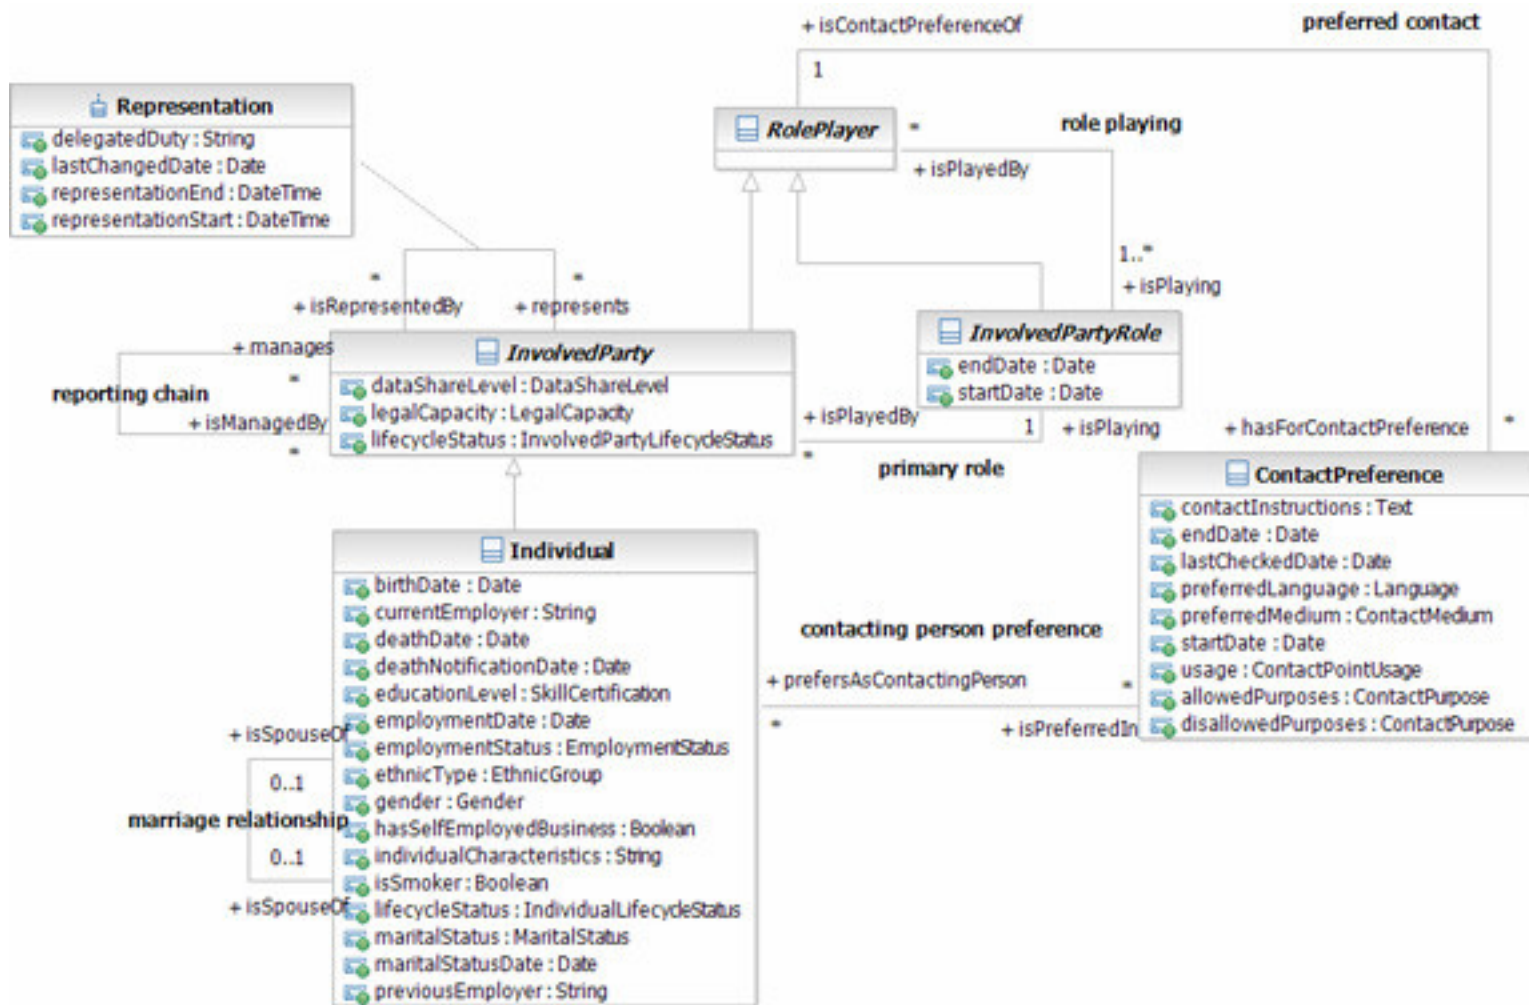 + isContactPreferenceOf
preferred contact
1
Representation
delegatedDuty : String
lastChangedDate : Date
representationEnd : DateTime
representationStart : DateTime
RolePlayer
*
role playing
+ isPlayedBy
1..*
+ isPlaying
*
*
+ isRepresentedBy
+ represents
+ manages
*
reporting chain
+ isManagedBy
*
InvolvedParty
dataShareLevel : DataShareLevel
legalCapacity : LegalCapacity
lifecycleStatus : InvolvedPartyLifecycleStatus
InvolvedPartyRole
endDate : Date
startDate : Date
+ isPlayedBy
1
+ isPlaying
*
primary role
+ hasForContactPreference
*
ContactPreference
contactInstructions : Text
endDate : Date
lastCheckedDate : Date
preferredLanguage : Language
preferredMedium : ContactMedium
startDate : Date
usage : ContactPointUsage
allowedPurposes : ContactPurpose
disallowedPurposes : ContactPurpose
contacting person preference
+ prefersAsContactingPerson
*
*
+ isPreferredIn
Individual
birthDate : Date
currentEmployer : String
deathDate : Date
deathNotificationDate : Date
educationLevel : SkillCertification
employmentDate : Date
employmentStatus : EmploymentStatus
ethnicType : EthnicGroup
gender : Gender
hasSelfEmployedBusiness : Boolean
individualCharacteristics : String
isSmoker : Boolean
lifecycleStatus : IndividualLifecycleStatus
maritalStatus : MaritalStatus
maritalStatusDate : Date
previousEmployer : String
+ isSpouseOf
0..1
marriage relationship
0..1
+ isSpouseOf